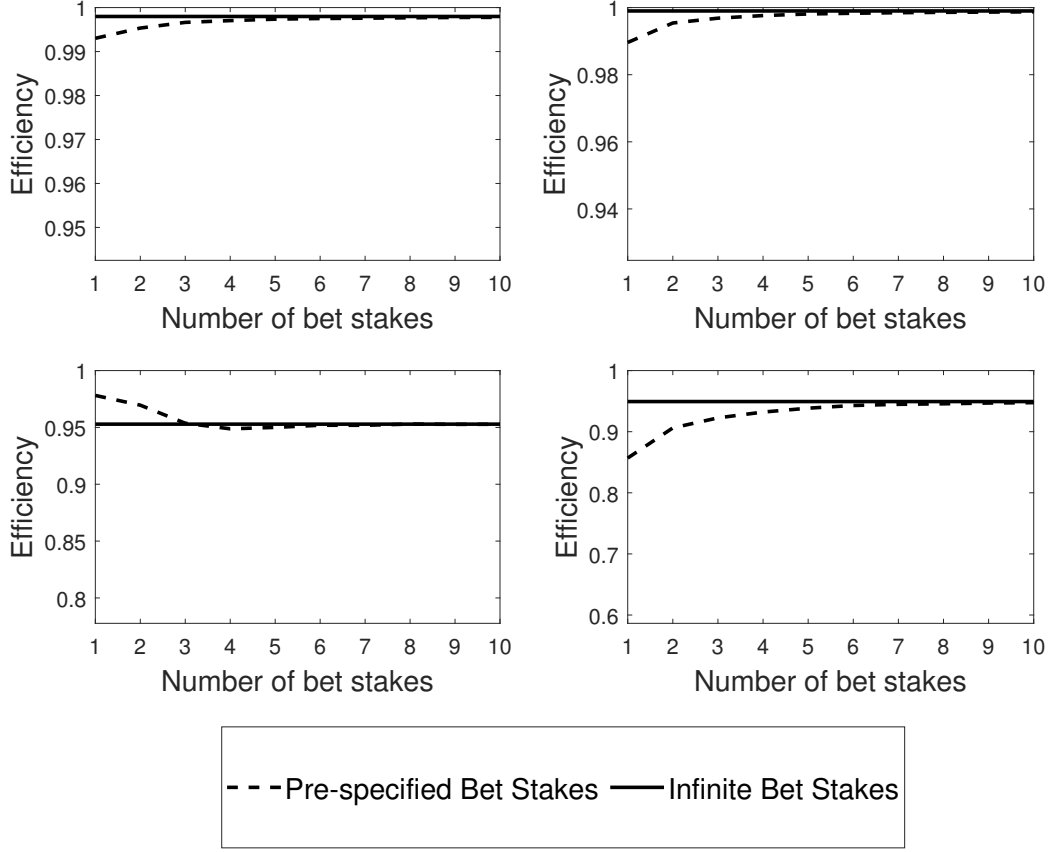 1
0.99
0.98
0.97
0.96
0.95
Efficiency
1 2 3 4 5 6 7 8 9 10
Number of bet stakes
1
0.98
0.96
0.94
Efficiency
1 2 3 4 5 6 7 8 9 10
Number of bet stakes
1
0.95
0.9
0.85
0.8
Efficiency
1 2 3 4 5 6 7 8 9 10
Number of bet stakes
1
0.9
0.8
0.7
0.6
Efficiency
1 2 3 4 5 6 7 8 9 10
Number of bet stakes
Pre-specified Bet Stakes Infinite Bet Stakes